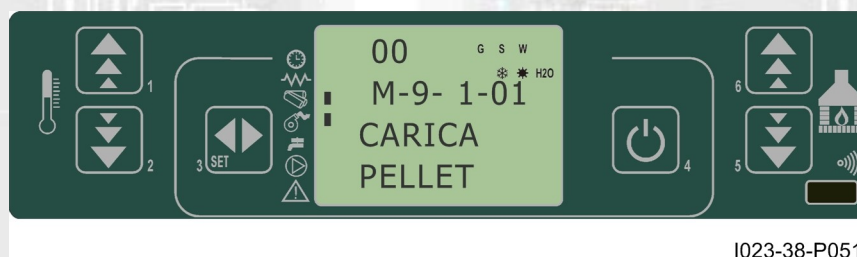 00 G S W
H2O
M-9- 1-01
CARICA
PELLET
1
2
3 SET
4
6
5
I023-38-P051